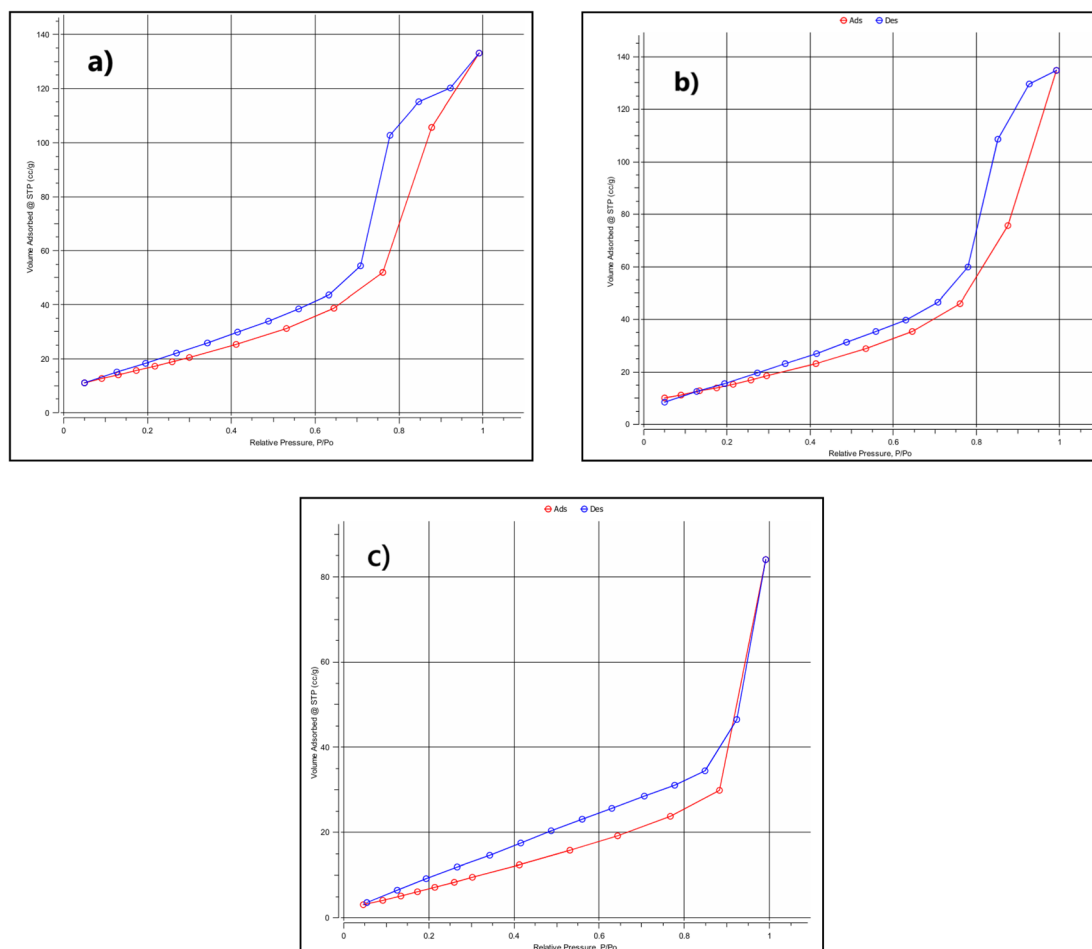 a)
140
120
100
80
60
40
20
0
Volume Adsorbed @ STP (cc/g)
0 0.2 0.4 0.6 0.8 1
Relative Pressure, P/Po
Ads Des
b)
140
120
100
80
60
40
20
0
Volume Adsorbed @ STP (cc/g)
0 0.2 0.4 0.6 0.8 1
Relative Pressure, P/Po
Ads Des
c)
80
60
40
20
0
Volume Adsorbed @ STP (cc/g)
0 0.2 0.4 0.6 0.8 1
Relative Pressure, P/Po